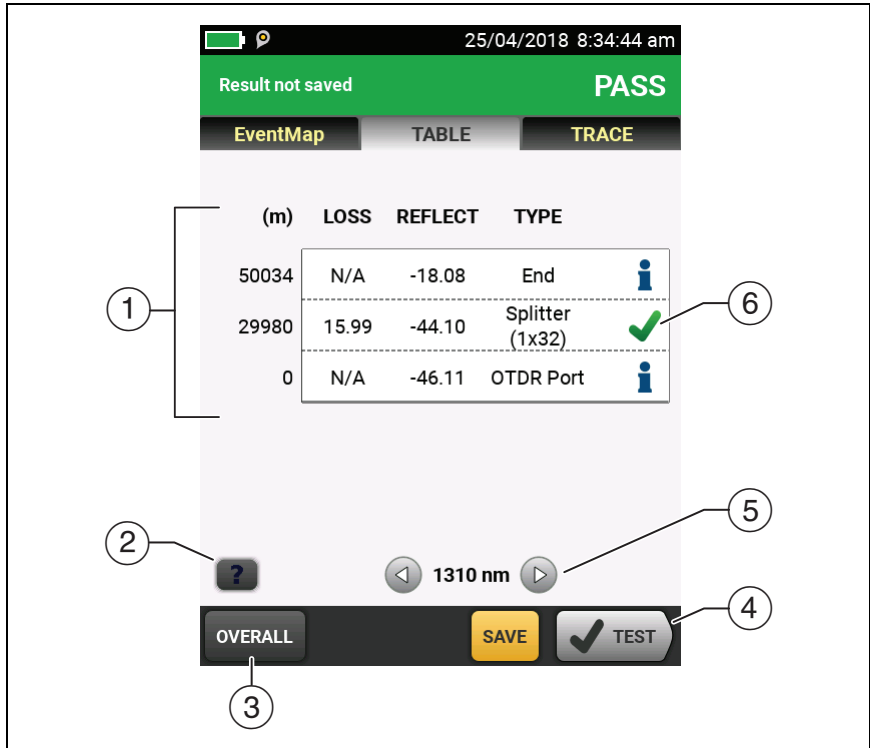 25/04/2018 8:34:44 am
Result not saved PASS
EventMap TABLE TRACE
(m) LOSS REFLECT TYPE
50034 N/A -18.08 End
29980 15.99 -44.10 Splitter (1x32)
0 N/A -46.11 OTDR Port
1
6
5
2
?
1310 nm
4
OVERALL SAVE TEST
3